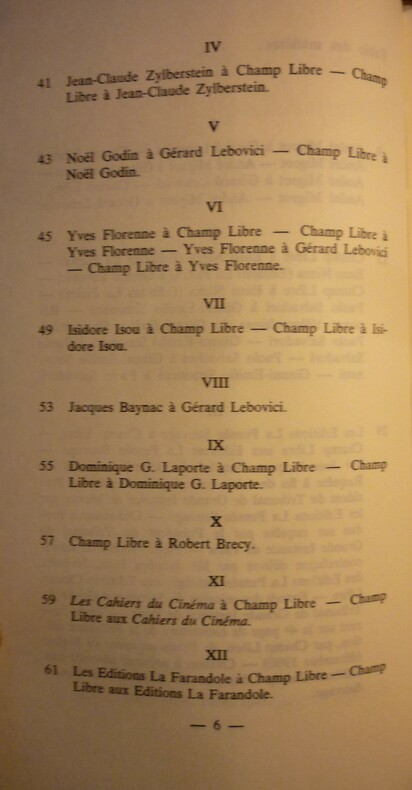 IV
41 Jean-Claude Zylberstein à Champ Libre — Champ
Libre à Jean-Claude Zylberstein.
V
43 Noël Godin à Gérard Lebovici — Champ Libre à
Noël Godin.
VI
45 Yves Florenne à Champ Libre — Champ Libre à
Yves Florenne — Yves Florenne à Gérard Lebovici
— Champ Libre à Yves Florenne.
VII
49 Isidore Isou à Champ Libre — Champ Libre à Isi-
dore Isou.
VIII
53 Jacques Baynac à Gérard Lebovici.
IX
55 Dominique G. Laporte à Champ Libre — Champ
Libre à Dominique G. Laporte.
X
57 Champ Libre à Robert Brecy.
XI
59 Les Cahiers du Cinéma à Champ Libre — Champ
Libre aux Cahiers du Cinéma.
XII
61 Les Editions La Farandole à Champ Libre — Champ
Libre aux Editions La Farandole.
— 6 —